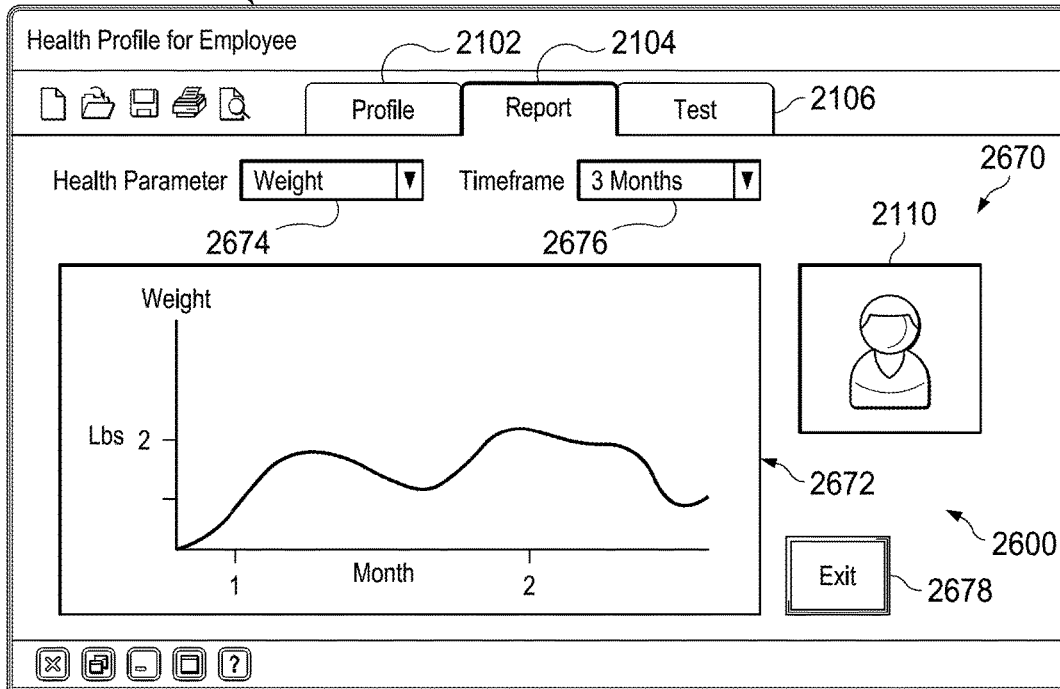 Health Profile for Employee
2102
2104
Profile
Report
Test
2106
Health Parameter Weight
Timeframe 3 Months
2670
2674
2676
2110
Weight
Lbs 2
2672
2600
1
Month
2
Exit
2678
?